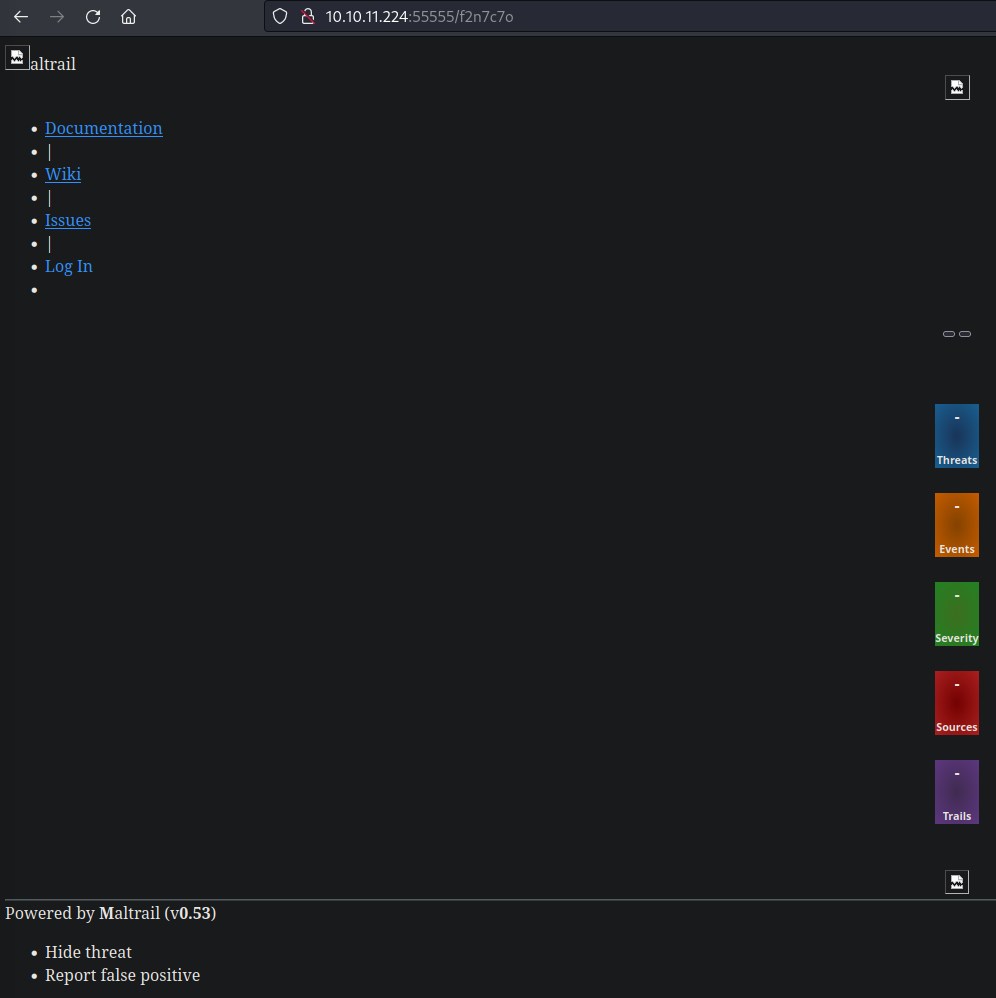 10.10.11.224:55555/f2n7c7o
altrail
Documentation
|
Wiki
|
Issues
|
Log In
-
Threats
-
Events
-
Severity
-
Sources
-
Trails
Powered by Maltrail (v0.53)
Hide threat
Report false positive